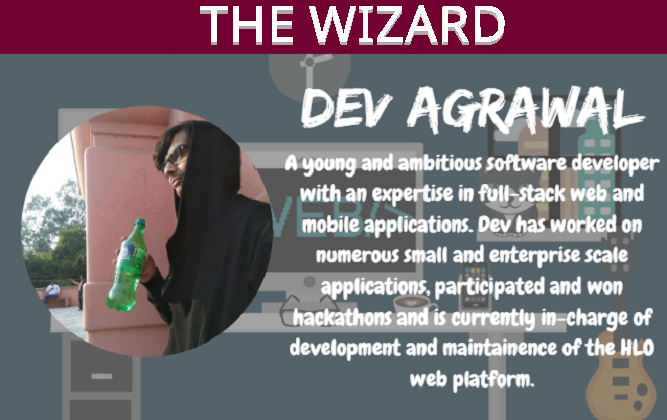 THE WIZARD
DEV AGRAWAL
A young and ambitious software developer
with an expertise in full-stack web and
mobile applications. Dev has worked on
numerous small and enterprise scale
applications, participated and won
hackathons and is currently in-charge of
development and maintainence of the HLO
web platform.